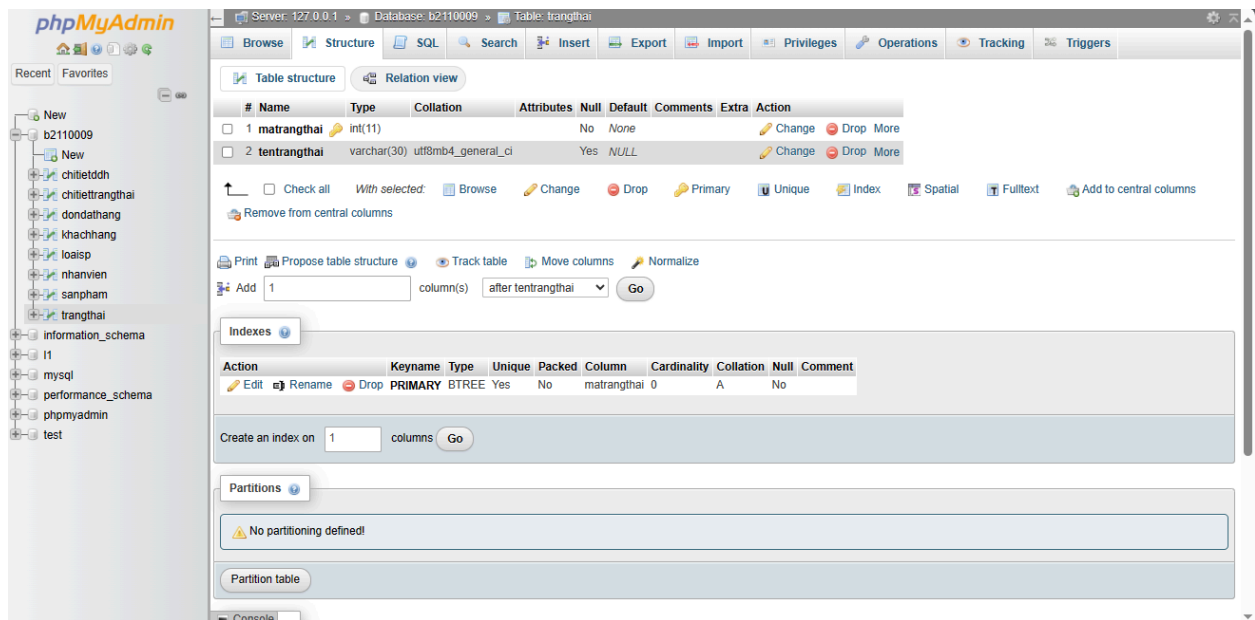 phpMyAdmin
Recent Favorites
New
b2110009
New
chitietddh
chitiettrangthai
dondathang
khachhang
loaisp
nhanvien
sanpham
trangthai
information_schema
l1
mysql
performance_schema
phpmyadmin
test
Server: 127.0.0.1 » Database: b2110009 » Table: trangthai
Browse Structure SQL Search Insert Export Import Privileges Operations Tracking Triggers
Table structure Relation view
# Name Type Collation Attributes Null Default Comments Extra Action
1 matrangthai int(11) No None Change Drop More
2 tentrangthai varchar(30) utf8mb4_general_ci Yes NULL Change Drop More
Check all With selected: Browse Change Drop Primary Unique Index Spatial Fulltext Add to central columns
Remove from central columns
Print Propose table structure Track table Move columns Normalize
Add 1 column(s) after tentrangthai Go
Indexes
Action Keyname Type Unique Packed Column Cardinality Collation Null Comment
Edit Rename Drop PRIMARY BTREE Yes No matrangthai 0 A No
Create an index on 1 columns Go
Partitions
No partitioning defined!
Partition table
Console